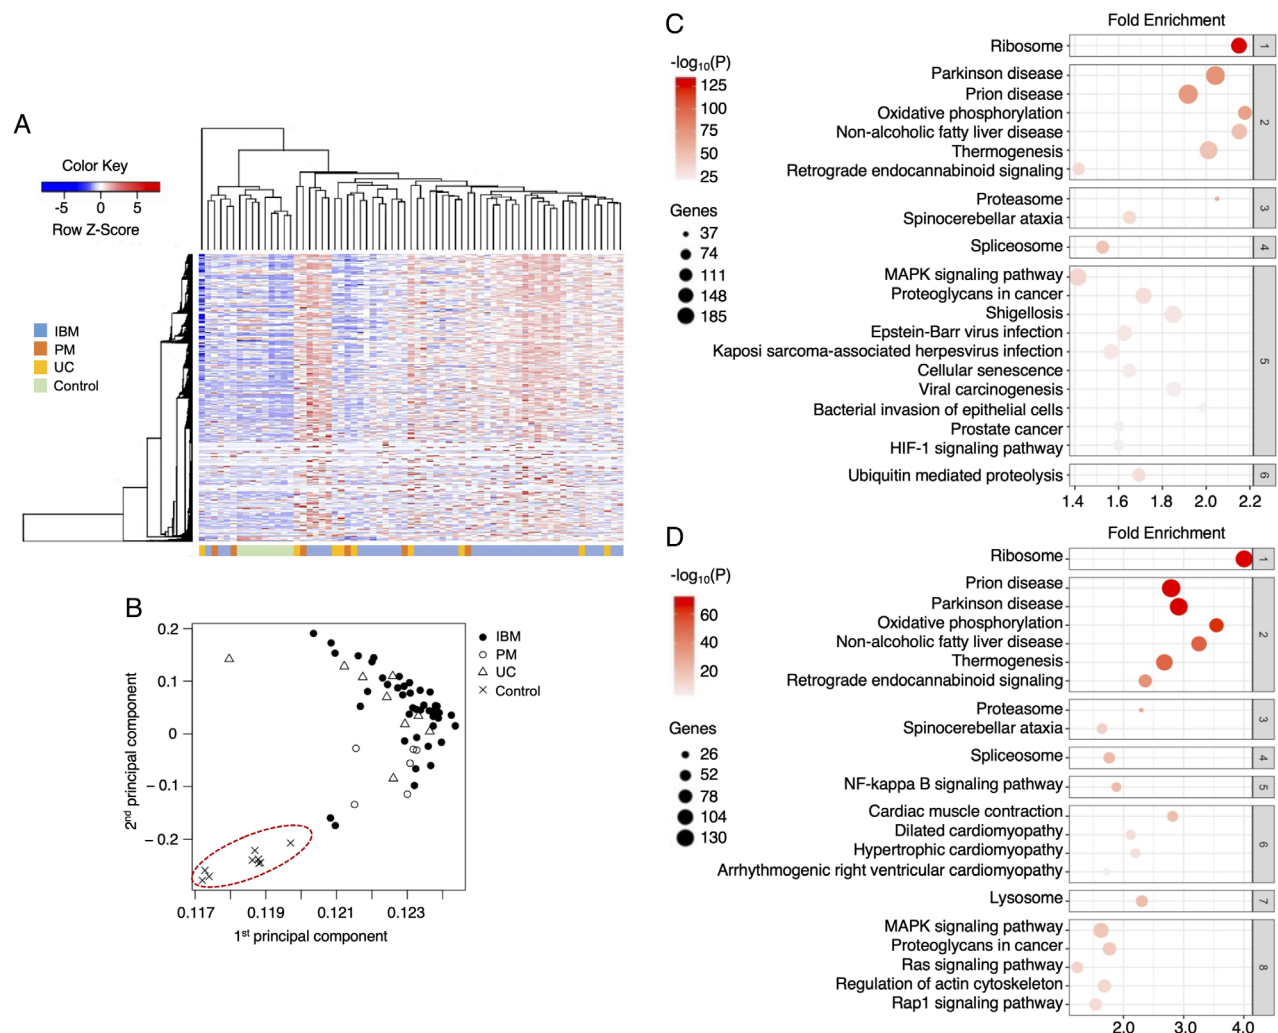 A
Color Key
-5 0 5
Row Z-Score
IBM
PM
UC
Control
B
0.2
0.1
0
– 0.1
– 0.2
2nd principal component
0.117 0.119 0.121 0.123
1st principal component
IBM
PM
UC
Control
C
Fold Enrichment
-log10(P)
125
100
75
50
25
Genes
37
74
111
148
185
Ribosome
1
Parkinson disease
Prion disease
Oxidative phosphorylation
Non-alcoholic fatty liver disease
Thermogenesis
Retrograde endocannabinoid signaling
2
Proteasome
Spinocerebellar ataxia
3
Spliceosome
4
MAPK signaling pathway
Proteoglycans in cancer
Shigellosis
Epstein-Barr virus infection
Kaposi sarcoma-associated herpesvirus infection
Cellular senescence
Viral carcinogenesis
Bacterial invasion of epithelial cells
Prostate cancer
HIF-1 signaling pathway
5
Ubiquitin mediated proteolysis
6
1.4 1.6 1.8 2.0 2.2
D
Fold Enrichment
-log10(P)
60
40
20
Genes
26
52
78
104
130
Ribosome
1
Prion disease
Parkinson disease
Oxidative phosphorylation
Non-alcoholic fatty liver disease
Thermogenesis
Retrograde endocannabinoid signaling
2
Proteasome
Spinocerebellar ataxia
3
Spliceosome
4
NF-kappa B signaling pathway
5
Cardiac muscle contraction
Dilated cardiomyopathy
Hypertrophic cardiomyopathy
Arrhythmogenic right ventricular cardiomyopathy
6
Lysosome
7
MAPK signaling pathway
Proteoglycans in cancer
Ras signaling pathway
Regulation of actin cytoskeleton
Rap1 signaling pathway
8
2.0 3.0 4.0